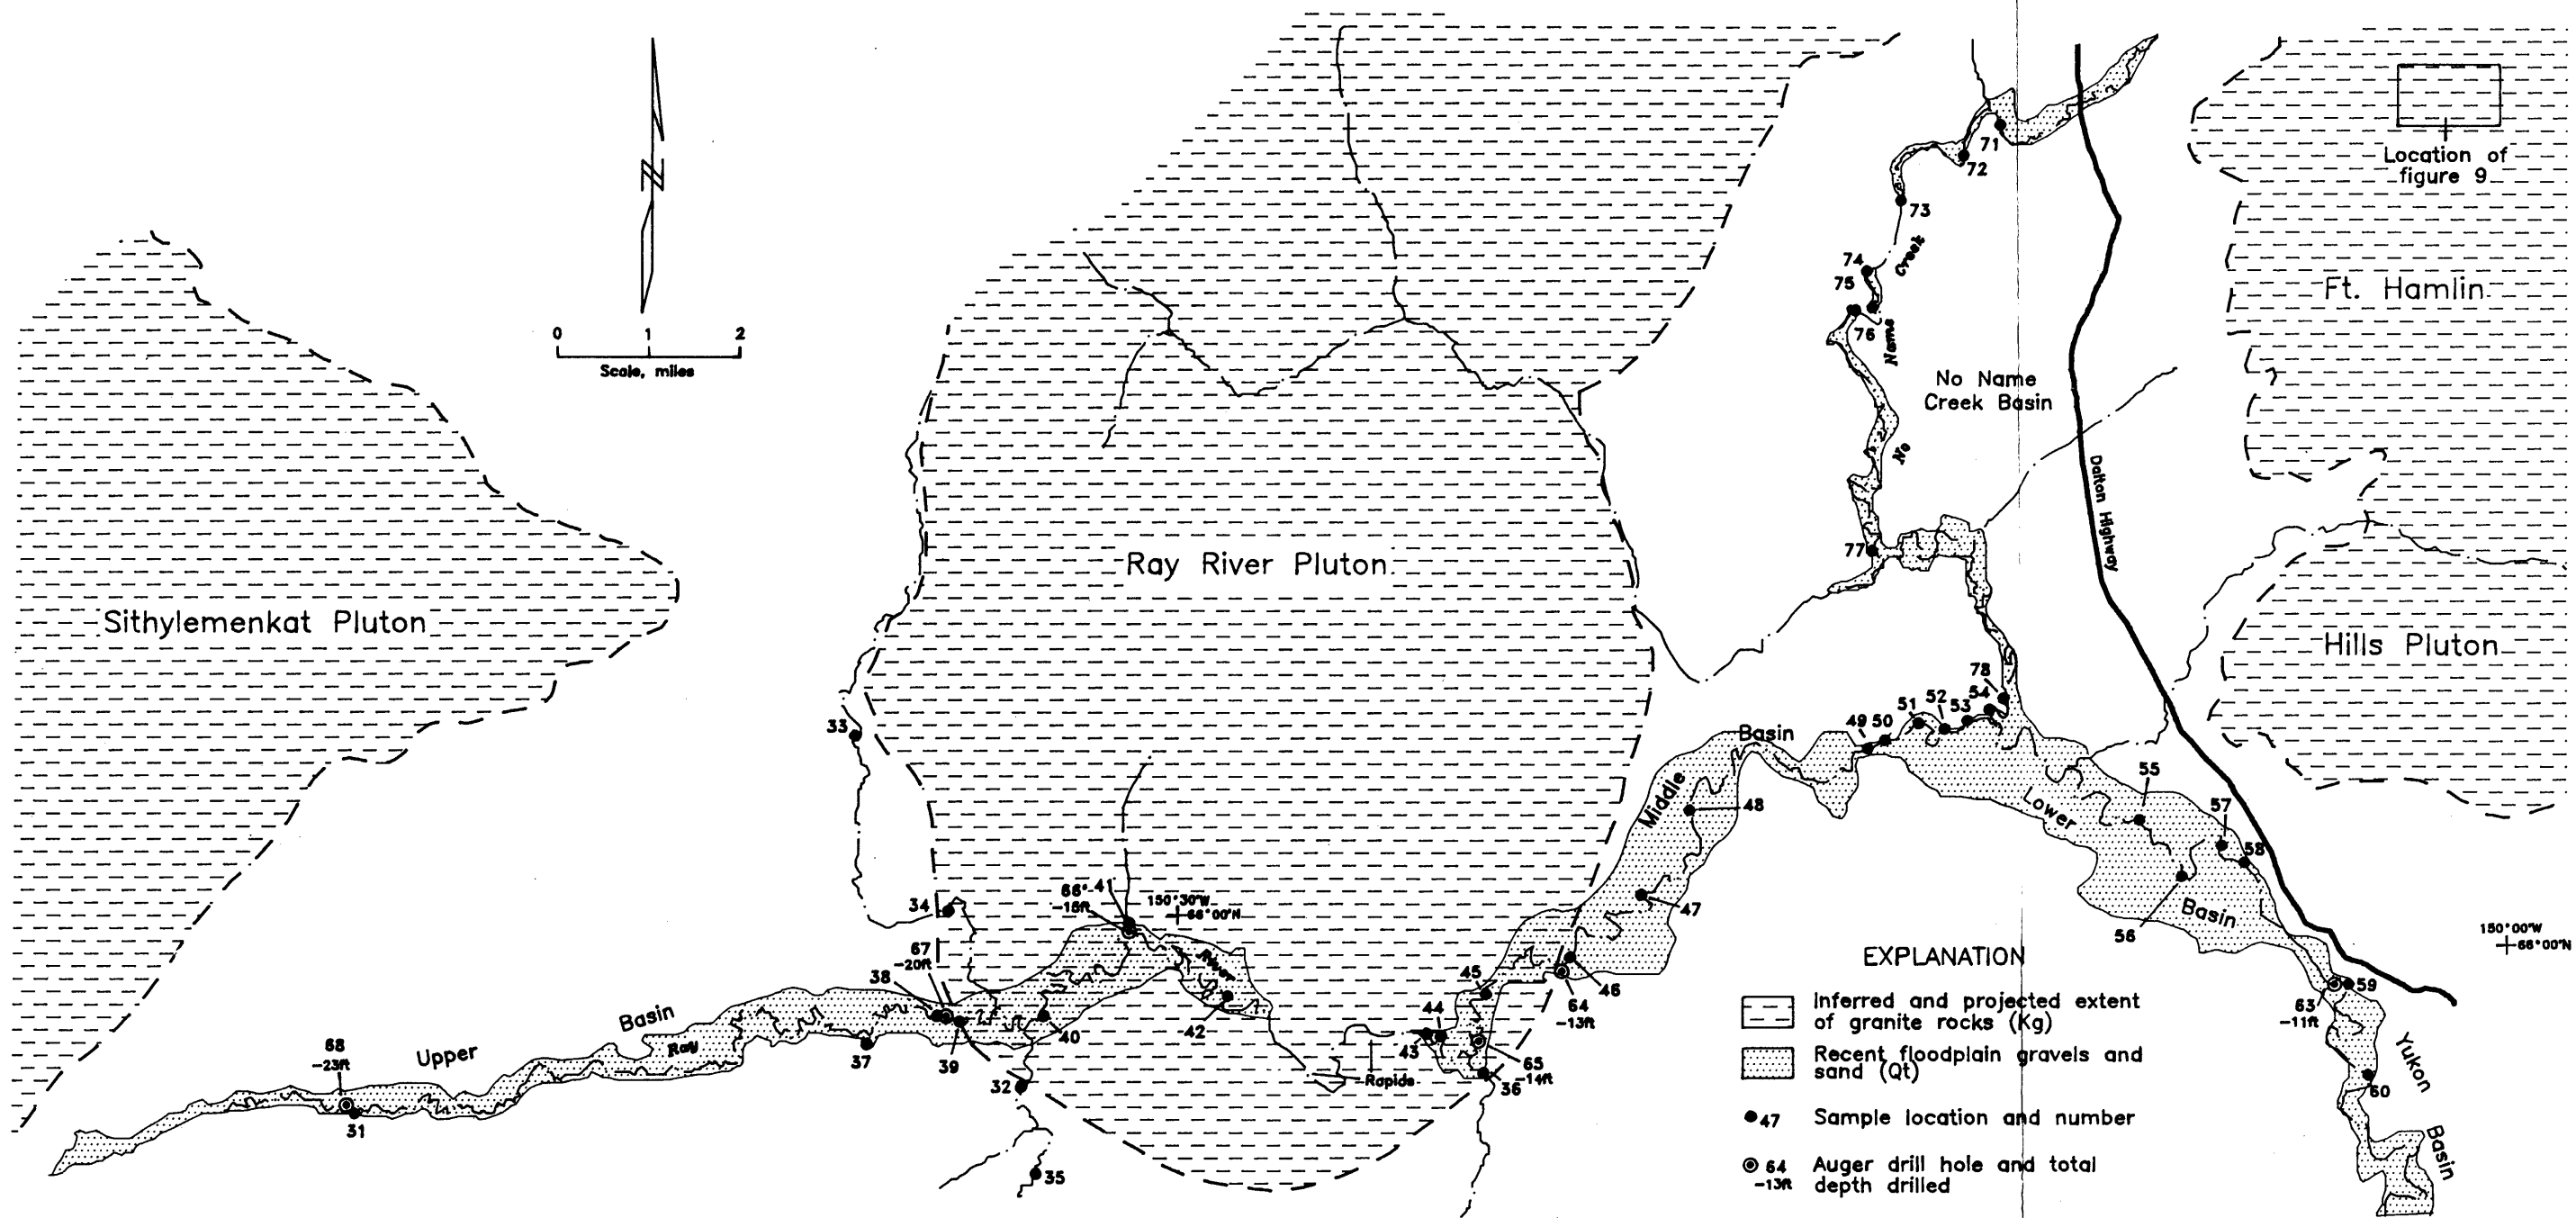 71
72
Location of
figure 9
73
Creek
74
75
76
Name
Ft. Hamlin
0 1 2
Scale, miles
No Name
Creek Basin
No
Dalton Highway
77
Ray River Pluton
Sithylemenkat Pluton
Hills Pluton
78
54
53
52
51
50
49
33
Basin
Middle
48
55
Lower
57
58
47
56
Basin
34
66
-16ft
41
150°30'W
66°00'N
150°00'W
66°00'N
67
-20ft
38
River
45
46
64
-13ft
44
43
42
40
39
37
Basin
Upper
Ray
68
-23ft
31
32
Rapids
65
-14ft
36
35
59
63
-11ft
60
Yukon
Basin
EXPLANATION
Inferred and projected extent
of granite rocks (Kg)
Recent floodplain gravels and
sand (Qt)
47 Sample location and number
64 Auger drill hole and total
-13ft depth drilled